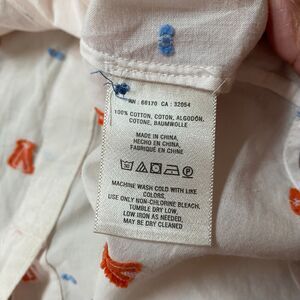 RN : 66170 CA : 32054
100% COTTON, COTON, ALGODÓN,
COTONE, BAUMWOLLE
MADE IN CHINA,
HECHO EN CHINA,
FABRIQUÉ EN CHINE
MACHINE WASH COLD WITH LIKE
COLORS,
USE ONLY NON-CHLORINE BLEACH,
TUMBLE DRY LOW,
LOW IRON AS NEEDED,
MAY BE DRY CLEANED